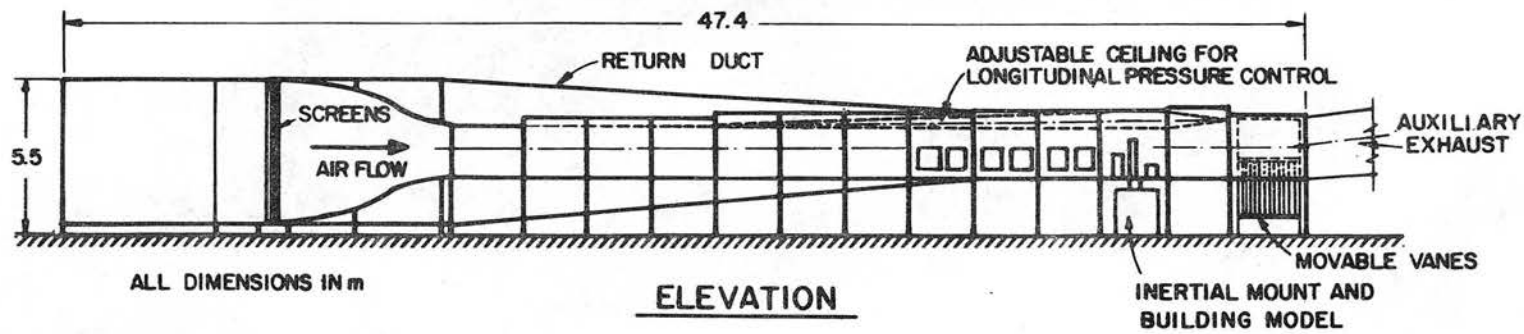 47.4
RETURN DUCT
ADJUSTABLE CEILING FOR
LONGITUDINAL PRESSURE CONTROL
SCREENS
5.5
AIR FLOW
AUXILIARY
EXHAUST
MOVABLE VANES
ALL DIMENSIONS IN m
ELEVATION
INERTIAL MOUNT AND
BUILDING MODEL